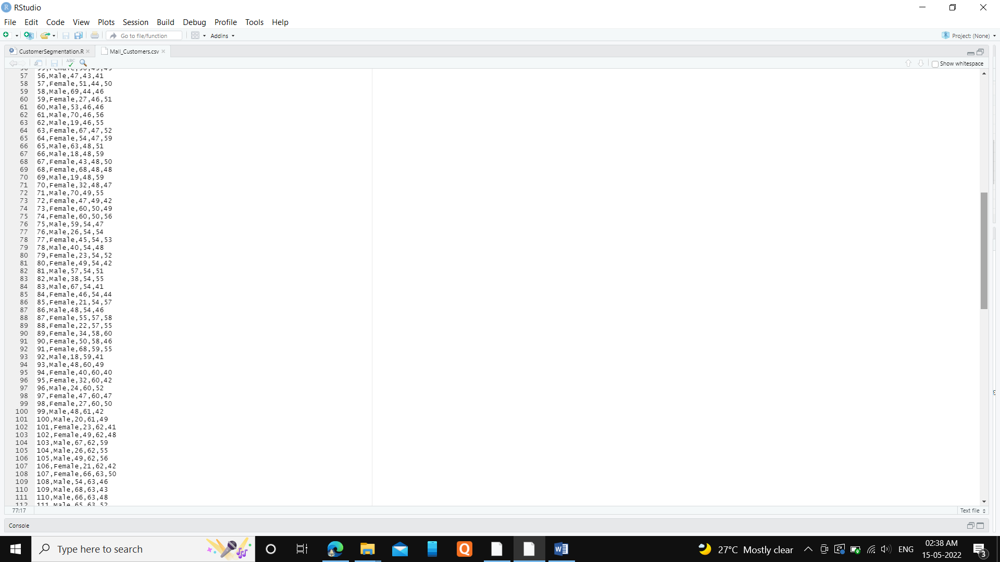 RStudio
File Edit Code View Plots Session Build Debug Profile Tools Help
Go to file/function Addins Project: (None)
CustomerSegmentation.R Mall_Customers.csv
ABC Show whitespace
57 56,Male,47,43,41
58 57,Female,51,44,50
59 58,Male,69,44,46
60 59,Female,27,46,51
61 60,Male,53,46,46
62 61,Male,70,46,56
63 62,Male,19,46,55
64 63,Female,67,47,52
65 64,Female,54,47,59
66 65,Male,63,48,51
67 66,Male,18,48,59
68 67,Female,43,48,50
69 68,Female,68,48,48
70 69,Male,19,48,59
71 70,Female,32,48,47
72 71,Male,70,49,55
73 72,Female,47,49,42
74 73,Female,60,50,49
75 74,Female,60,50,56
76 75,Male,59,54,47
77 76,Male,26,54,54
78 77,Female,45,54,53
79 78,Male,40,54,48
80 79,Female,23,54,52
81 80,Female,49,54,42
82 81,Male,57,54,51
83 82,Male,38,54,55
84 83,Male,67,54,41
85 84,Female,46,54,44
86 85,Female,21,54,57
87 86,Male,48,54,46
88 87,Female,55,57,58
89 88,Female,22,57,55
90 89,Female,34,58,60
91 90,Female,50,58,46
92 91,Female,68,59,55
93 92,Male,18,59,41
94 93,Male,48,60,49
95 94,Female,40,60,40
96 95,Female,32,60,42
97 96,Male,24,60,52
98 97,Female,47,60,47
99 98,Female,27,60,50
100 99,Male,48,61,42
101 100,Male,20,61,49
102 101,Female,23,62,41
103 102,Female,49,62,48
104 103,Male,67,62,59
105 104,Male,26,62,55
106 105,Male,49,62,56
107 106,Female,21,62,42
108 107,Female,66,63,50
109 108,Male,54,63,46
110 109,Male,68,63,43
111 110,Male,66,63,48
112 111,Male,65,63,52
77:17 Text file
Console
Type here to search 27°C Mostly clear ENG 02:38 AM
15-05-2022 3